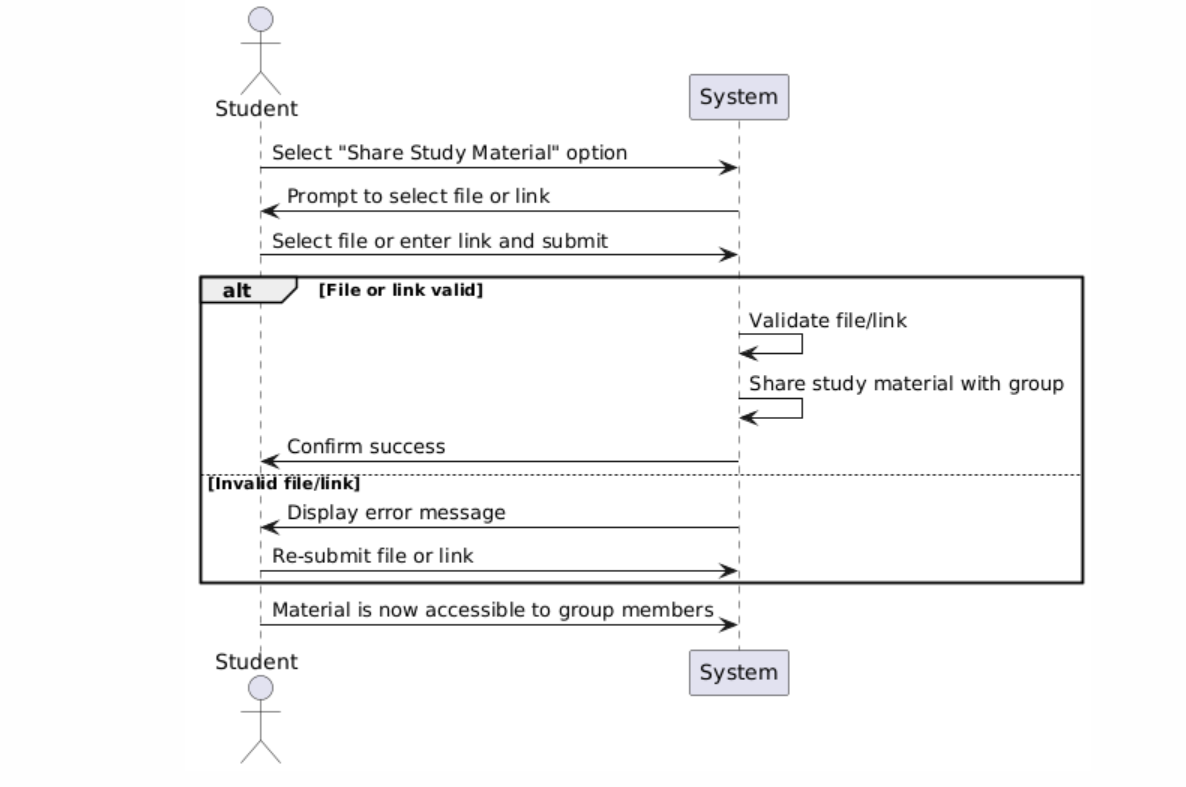 Student
System
Select "Share Study Material" option
Prompt to select file or link
Select file or enter link and submit
alt
[File or link valid]
Validate file/link
Share study material with group
Confirm success
[Invalid file/link]
Display error message
Re-submit file or link
Material is now accessible to group members
Student
System